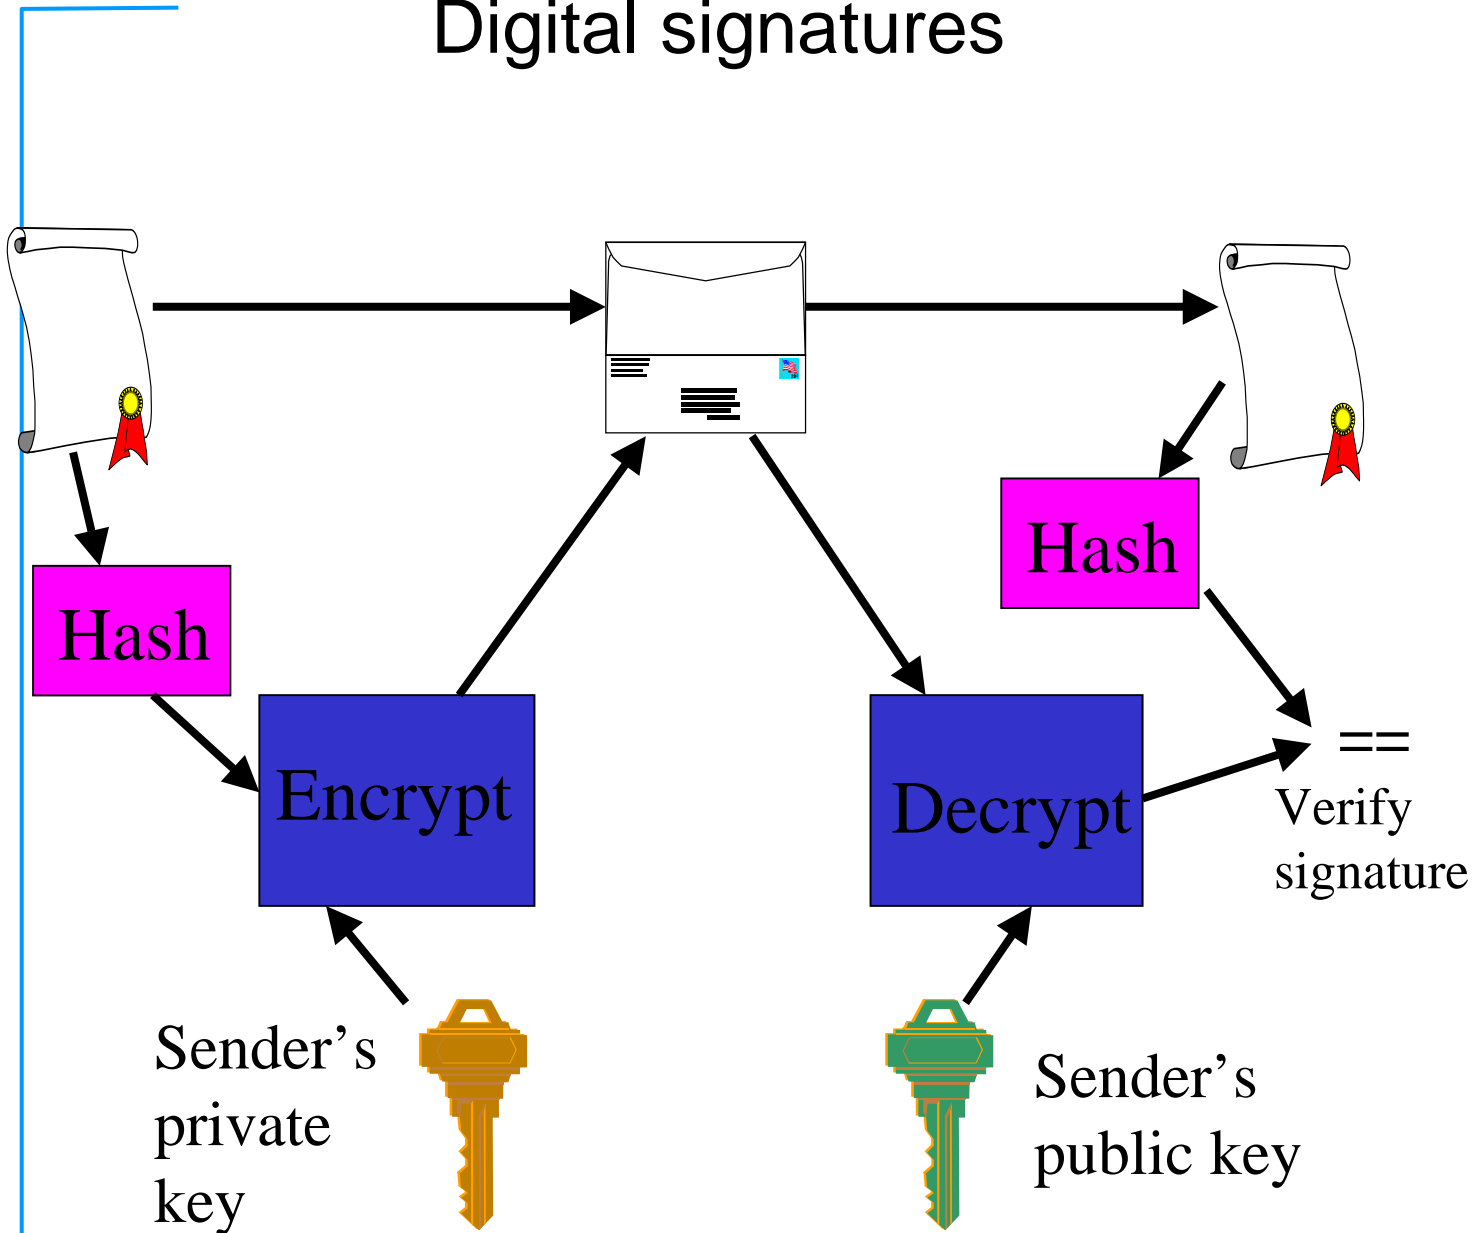 Digital signatures
Hash
Hash
Encrypt
Decrypt
==
Verify
signature
Sender’s
private
key
Sender’s
public key